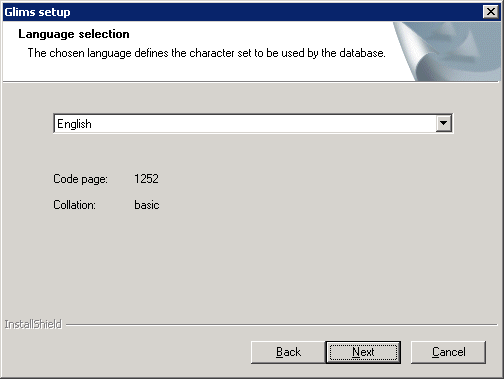 Glims setup
Language selection
The chosen language defines the character set to be used by the database.
English
Code page: 1252
Collation: basic
InstallShield
Back Next Cancel